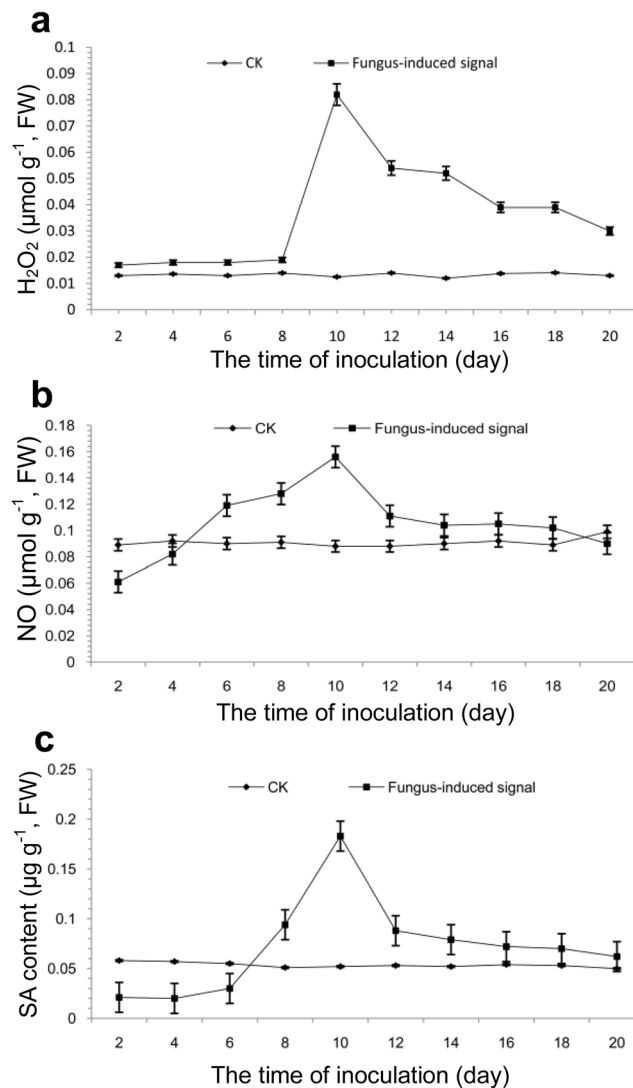 a
0.1
CK
Fungus-induced signal
0.09
0.08
0.07
0.06
0.05
0.04
0.03
0.02
0.01
0
H₂O₂ (μmol g⁻¹, FW)
2 4 6 8 10 12 14 16 18 20
The time of inoculation (day)
b
0.18
CK
Fungus-induced signal
0.16
0.14
0.12
0.1
0.08
0.06
0.04
0.02
0
NO (μmol g⁻¹, FW)
2 4 6 8 10 12 14 16 18 20
The time of inoculation (day)
c
0.25
CK
Fungus-induced signal
0.2
0.15
0.1
0.05
0
SA content (μg g⁻¹, FW)
2 4 6 8 10 12 14 16 18 20
The time of inoculation (day)